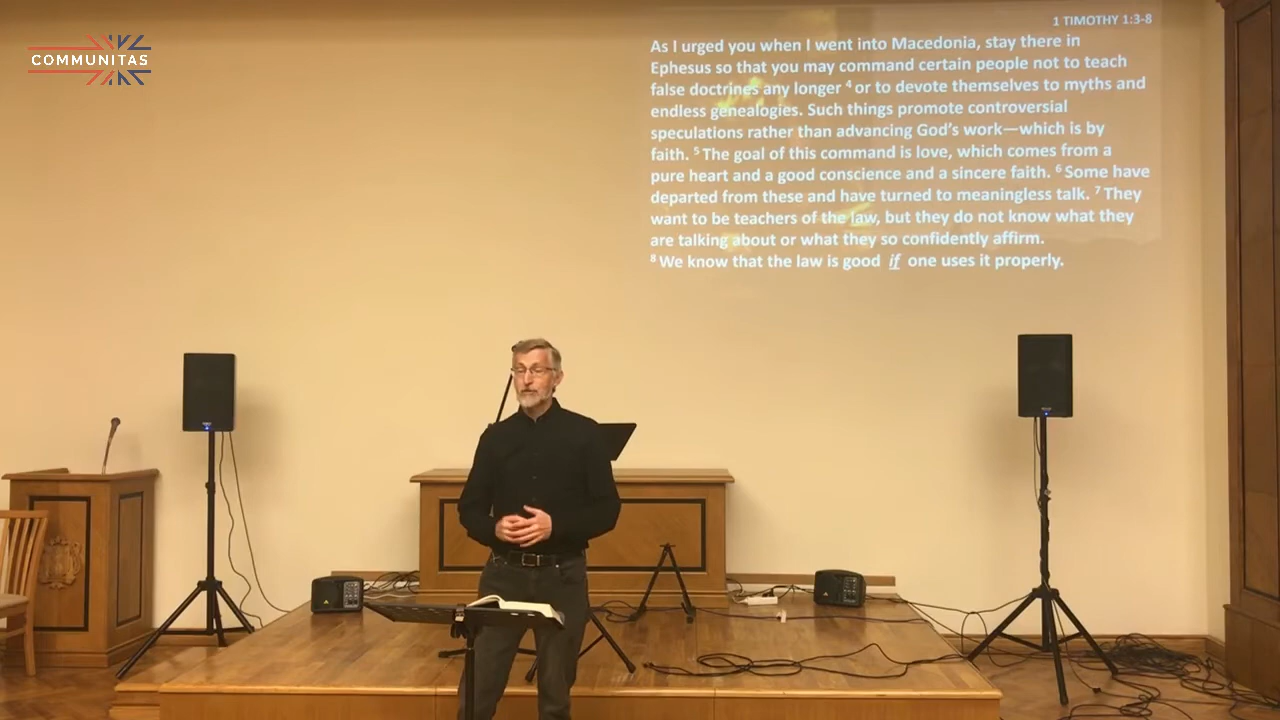 COMMUNITAS
1 TIMOTHY 1:3-8
As I urged you when I went into Macedonia, stay there in
Ephesus so that you may command certain people not to teach
false doctrines any longer ⁴ or to devote themselves to myths and
endless genealogies. Such things promote controversial
speculations rather than advancing God’s work—which is by
faith. ⁵ The goal of this command is love, which comes from a
pure heart and a good conscience and a sincere faith. ⁶ Some have
departed from these and have turned to meaningless talk. ⁷ They
want to be teachers of the law, but they do not know what they
are talking about or what they so confidently affirm.
⁸ We know that the law is good if one uses it properly.